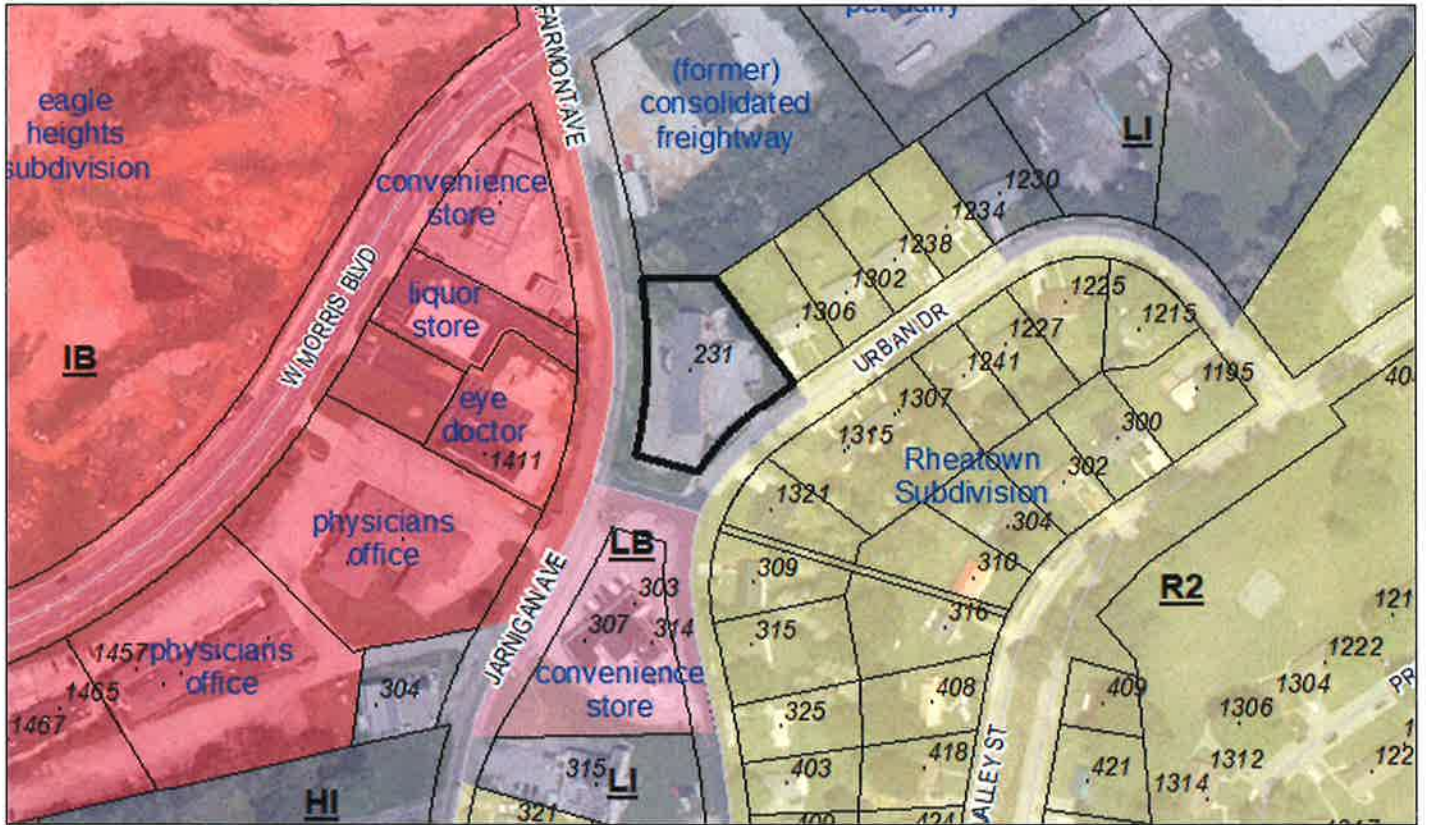 pet dairy
FAIRMONT AVE
(former)
consolidated
freightway
eagle
heights
subdivision
LI
convenience
store
1230
1234
1238
1302
1306
W MORRIS BLVD
liquor
store
URBAN DR
1225
1215
1227
1241
1195
231
IB
1307
1315
eye
doctor
1411
300
302
Rheatown
Subdivision
304
1321
physicians
office
LB
309
310
316
R2
303
307
314
315
JARNIGAN AVE
convenience
store
1457
physicians
office
1465
1467
304
325
408
409
1222
1304
1306
PR
418
403
421
1312
1314
315
LI
HI
321
ALLEY ST
424